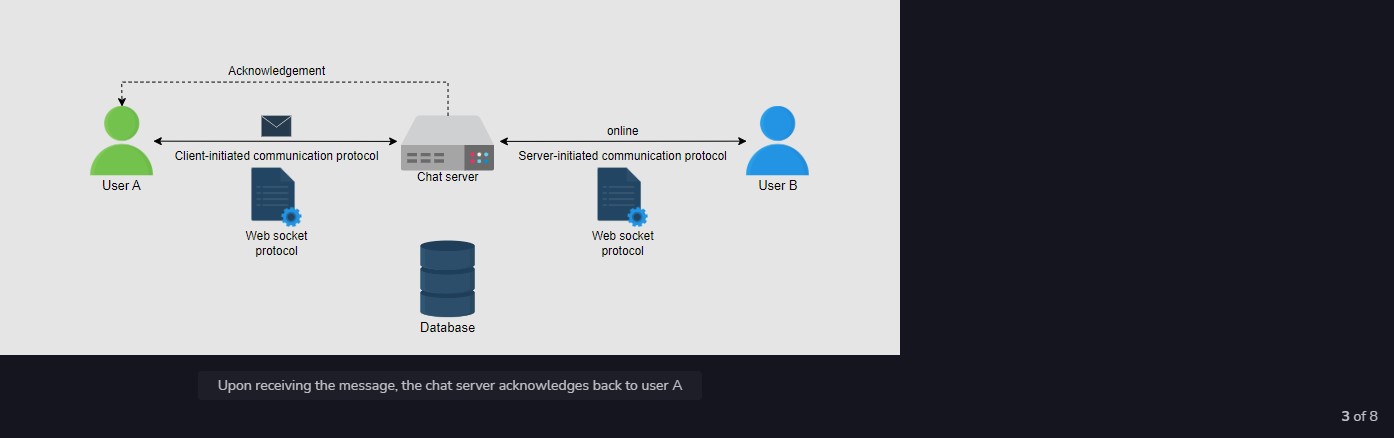 Acknowledgement
online
Client-initiated communication protocol
Server-initiated communication protocol
Chat server
User A
User B
Web socket
protocol
Web socket
protocol
Database
Upon receiving the message, the chat server acknowledges back to user A
3 of 8